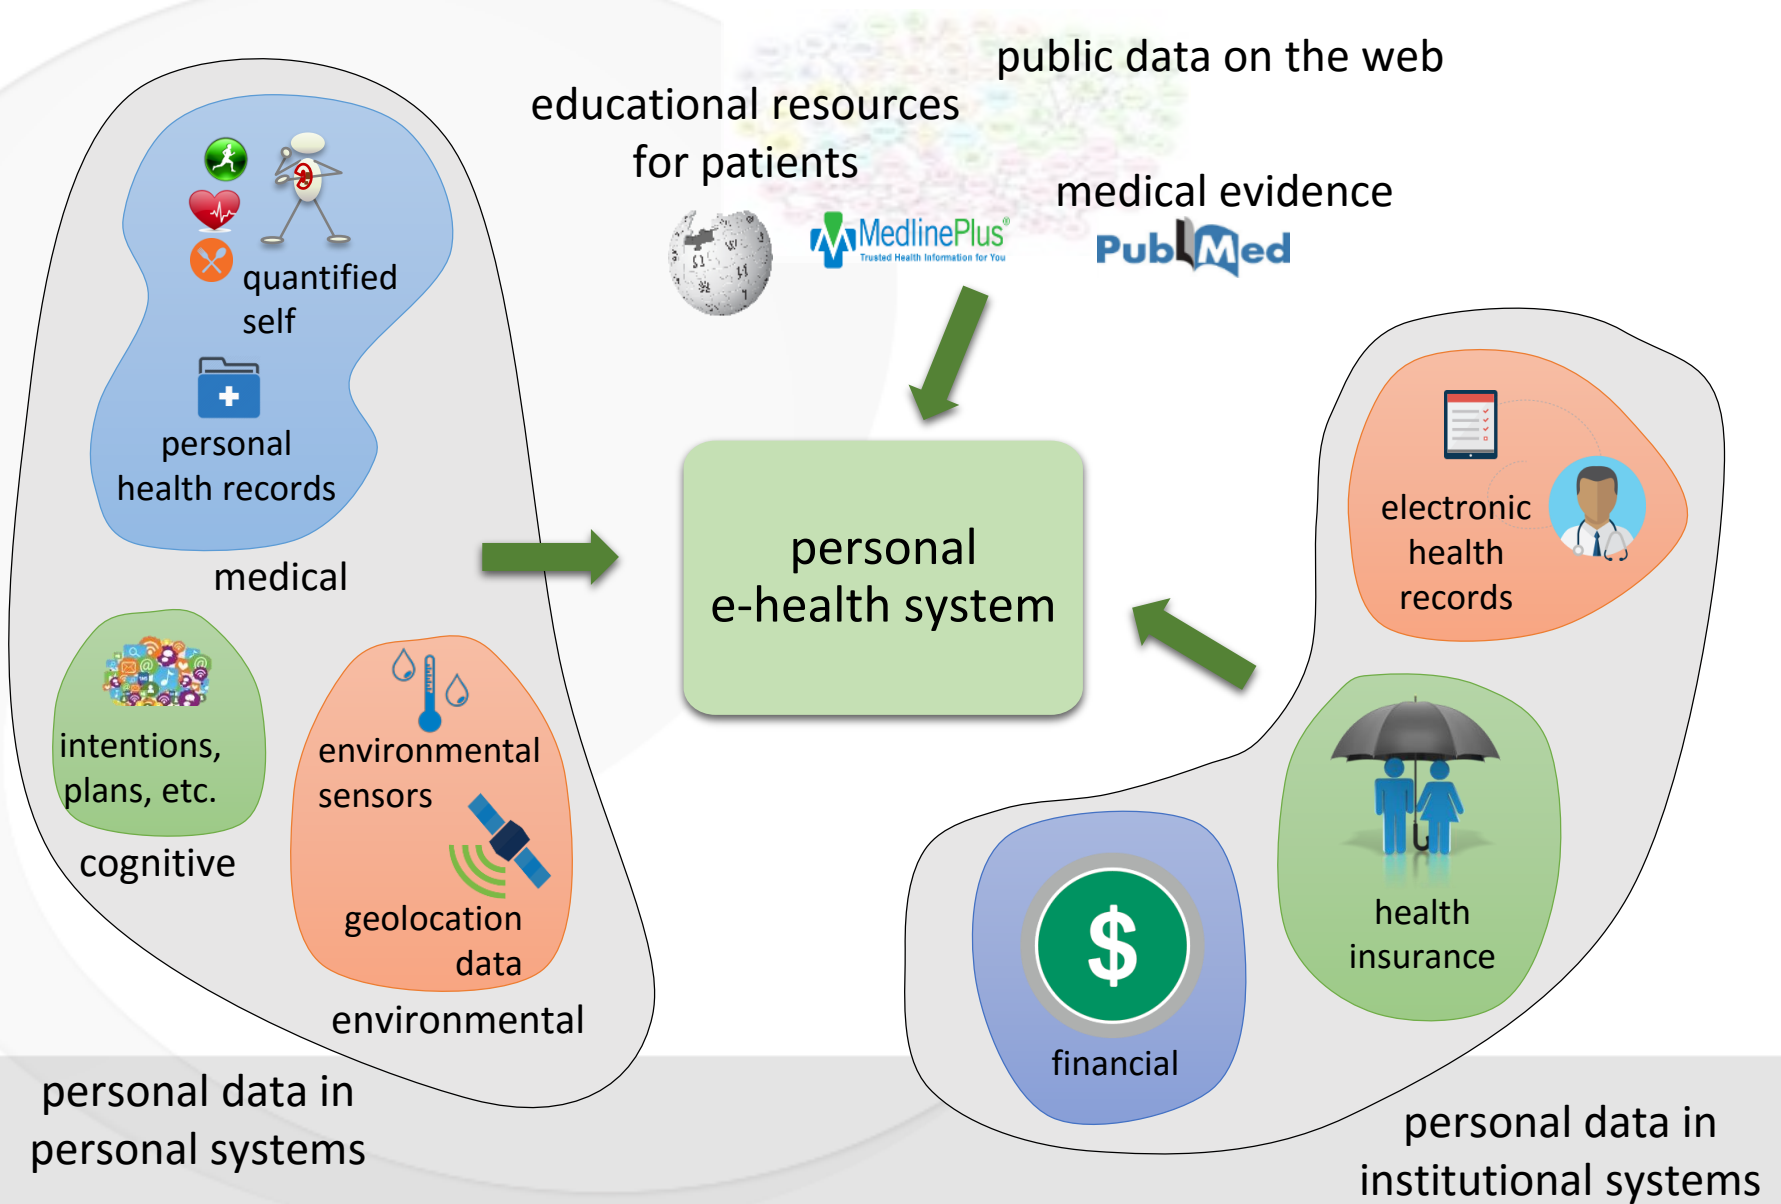 public data on the web
educational resources
for patients
medical evidence
MedlinePlus®
Trusted Health Information for You
PubMed
quantified
self
personal
health records
medical
intentions,
plans, etc.
cognitive
environmental
sensors
geolocation
data
environmental
personal data in
personal systems
personal
e-health system
electronic
health
records
health
insurance
$
financial
personal data in
institutional systems